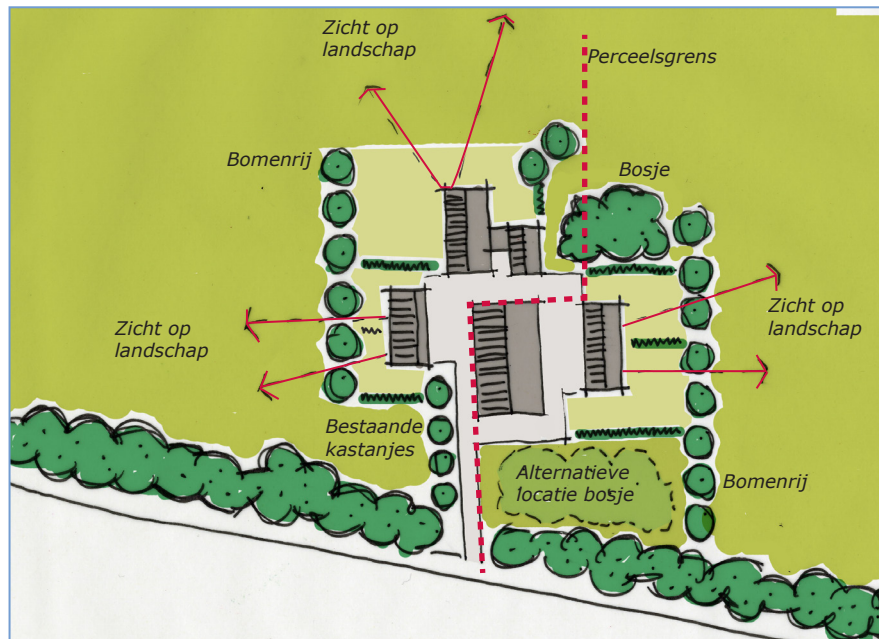 Zicht op
landschap
Perceelsgrens
Bomenrij
Bosje
Zicht op
landschap
Zicht op
landschap
Bestaande
kastanjes
Alternatieve
locatie bosje
Bomenrij